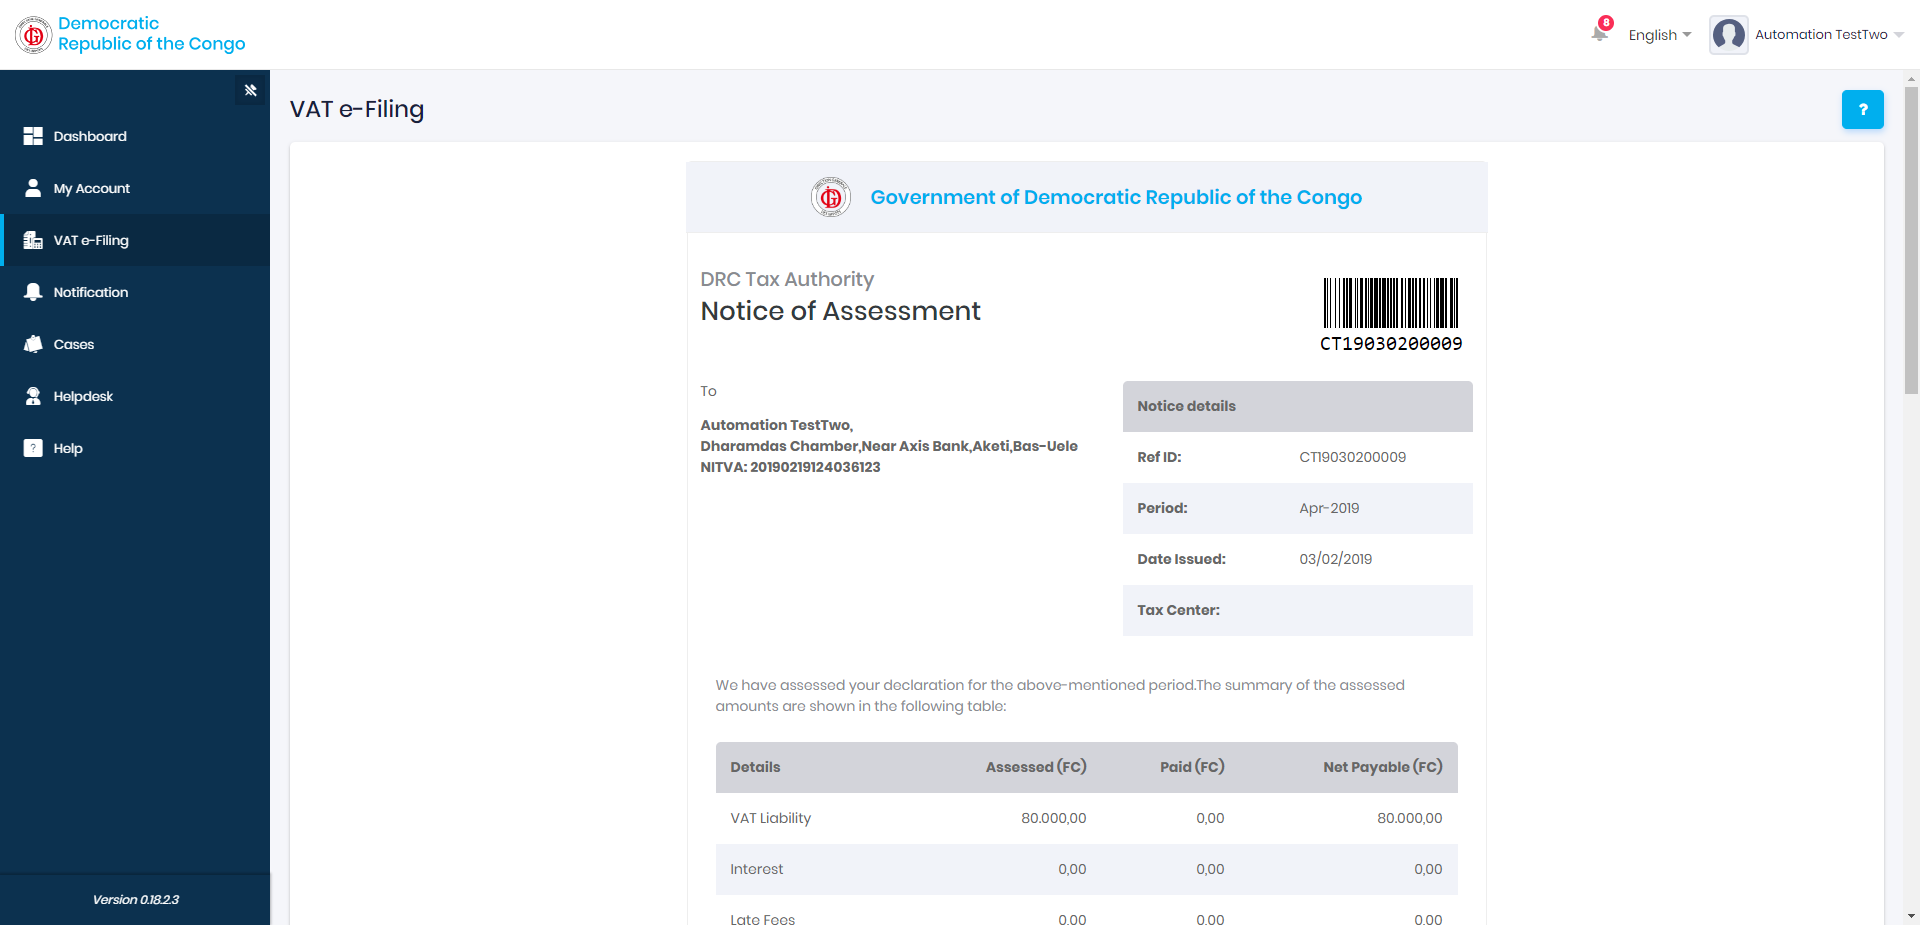 Democratic
Republic of the Congo
8
English
Automation TestTwo
Dashboard
My Account
VAT e-Filing
Notification
Cases
Helpdesk
Help
Version 0.18.2.3
VAT e-Filing
?
Government of Democratic Republic of the Congo
DRC Tax Authority
Notice of Assessment
CT19030200009
To
Automation TestTwo,
Dharamdas Chamber,Near Axis Bank,Aketi,Bas-Uele
NITVA: 20190219124036123
Notice details
Ref ID: CT19030200009
Period: Apr-2019
Date Issued: 03/02/2019
Tax Center:
We have assessed your declaration for the above-mentioned period.The summary of the assessed
amounts are shown in the following table:
Details Assessed (FC) Paid (FC) Net Payable (FC)
VAT Liability 80.000,00 0,00 80.000,00
Interest 0,00 0,00 0,00
Late Fees 0,00 0,00 0,00